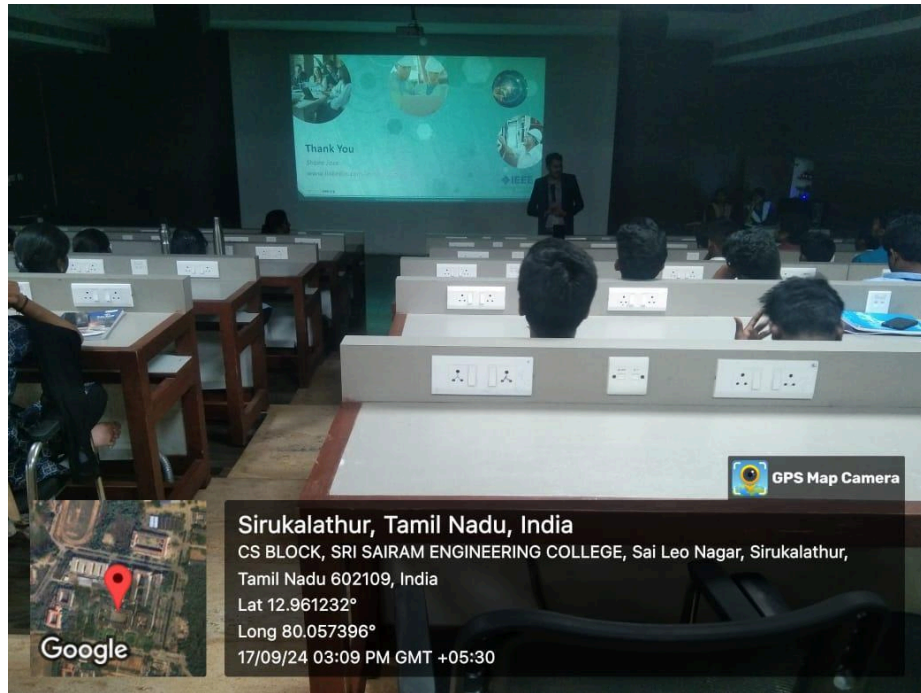 Thank You
IEEE
GPS Map Camera
Sirukalathur, Tamil Nadu, India
CS BLOCK, SRI SAIRAM ENGINEERING COLLEGE, Sai Leo Nagar, Sirukalathur,
Tamil Nadu 602109, India
Lat 12.961232°
Long 80.057396°
17/09/24 03:09 PM GMT +05:30
Google